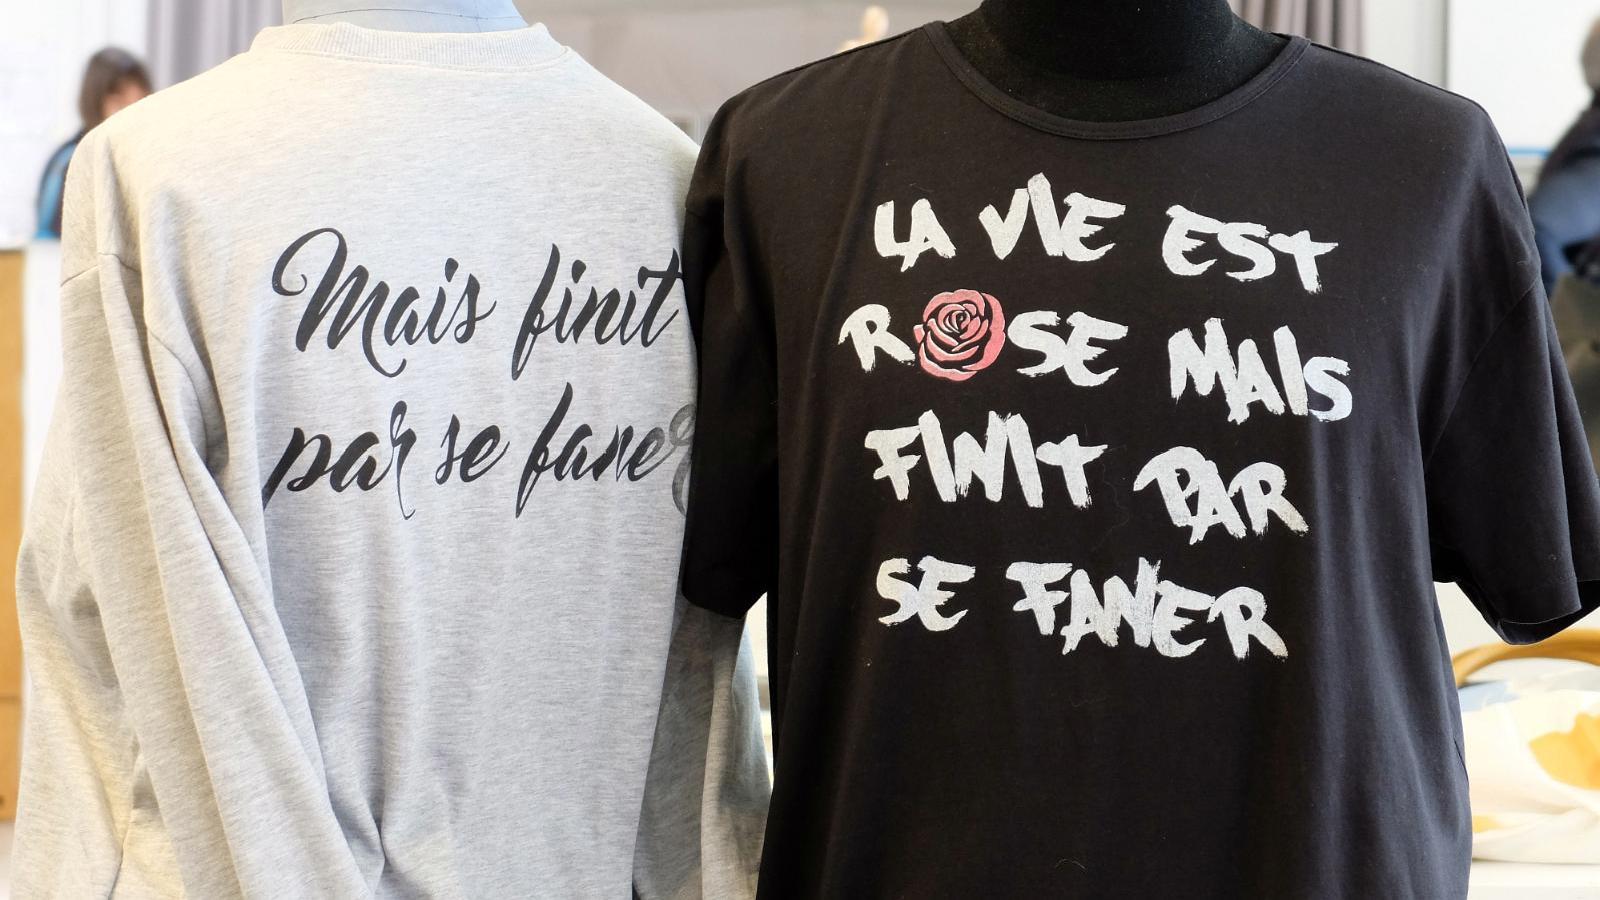 Mais finit
par se faner
LA VIE EST
ROSE MAIS
FINIT PAR
SE FANER